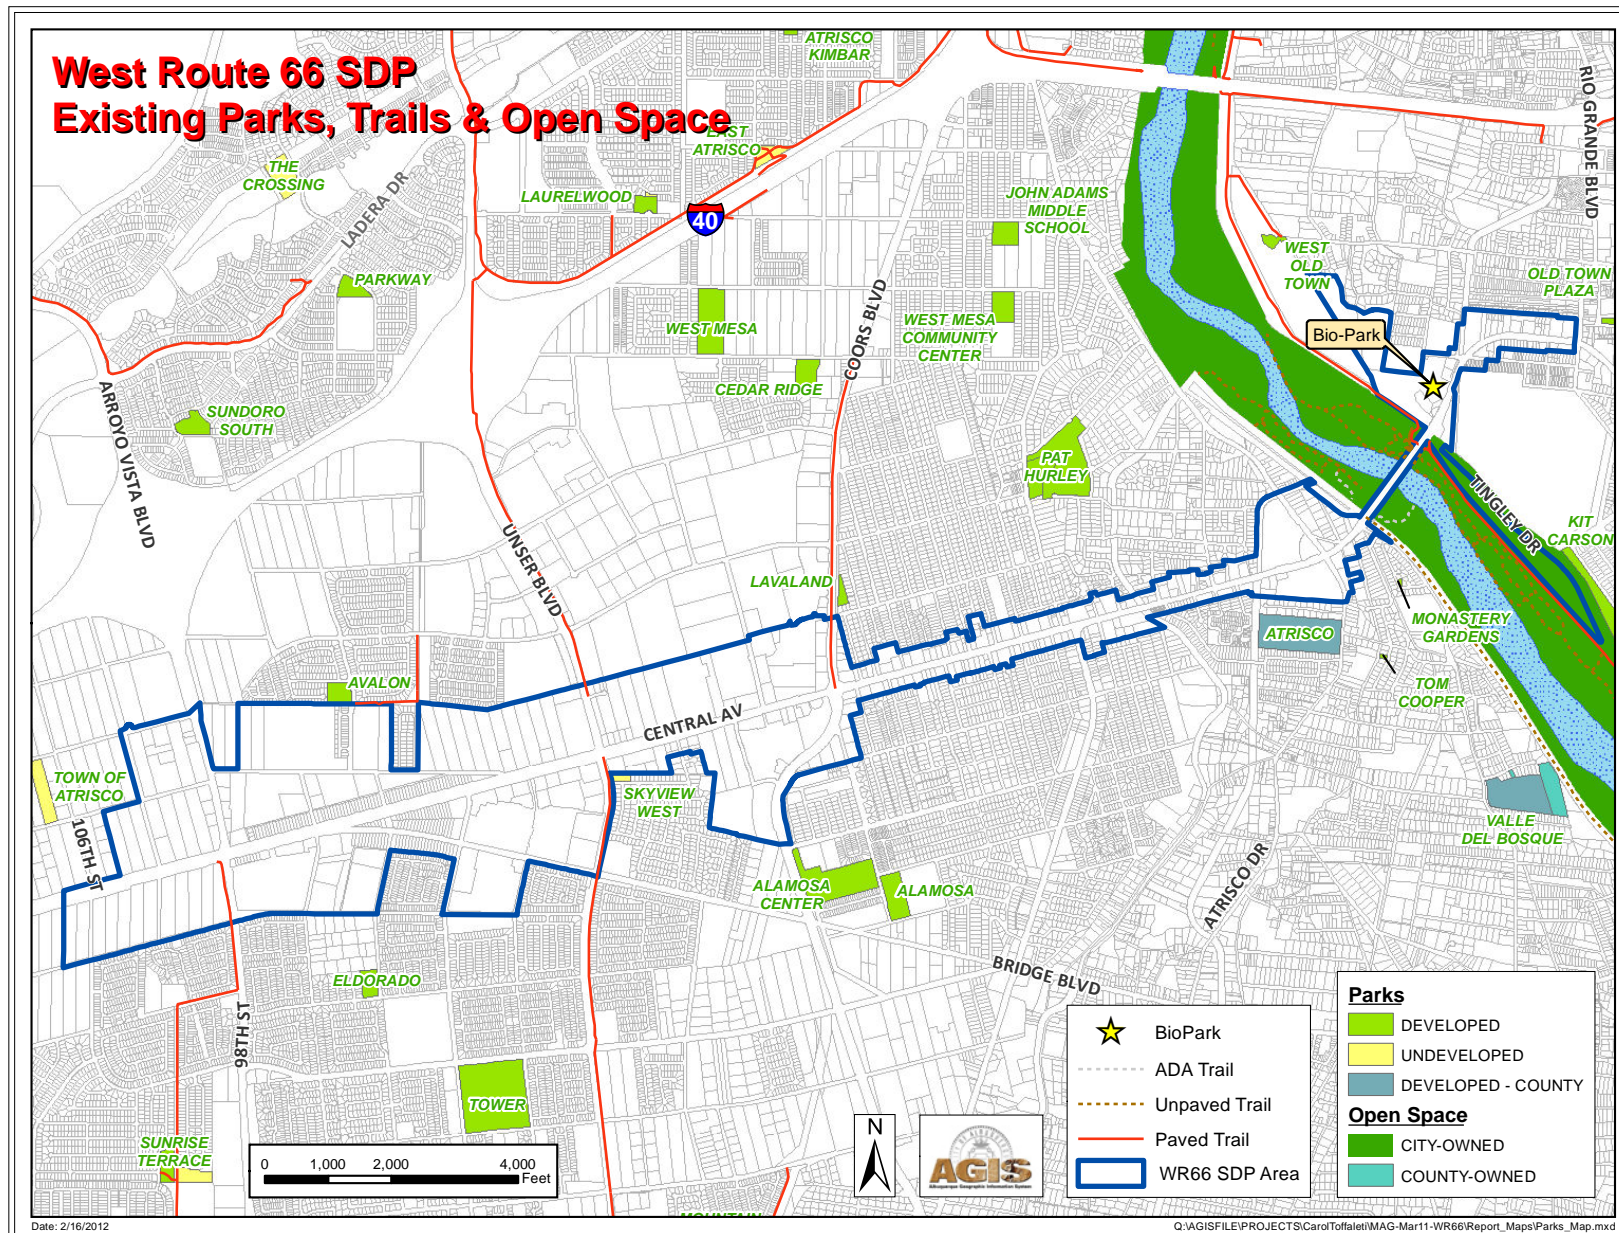 West Route 66 SDP
Existing Parks, Trails & Open Space
ATRISCO
KIMBAR
EAST
ATRISCO
THE
CROSSING
LADERA DR
LAURELWOOD
40
JOHN ADAMS
MIDDLE
SCHOOL
RIO GRANDE BLVD
WEST
OLD
TOWN
OLD TOWN
PLAZA
PARKWAY
WEST MESA
COORS BLVD
WEST MESA
COMMUNITY
CENTER
Bio-Park
CEDAR RIDGE
ARROYO VISTA BLVD
SUNDORO
SOUTH
PAT
HURLEY
TINGLEY DR
KIT
CARSON
UNSER BLVD
LAVALAND
ATRISCO
MONASTERY
GARDENS
AVALON
TOM
COOPER
CENTRAL AV
TOWN OF
ATRISCO
106TH ST
SKYVIEW
WEST
VALLE
DEL BOSQUE
ALAMOSA
CENTER
ALAMOSA
ATRISCO DR
BRIDGE BLVD
ELDORADO
98TH ST
TOWER
SUNRISE
TERRACE
MOUNTAIN
0 1,000 2,000 4,000
Feet
N
AGIS
Albuquerque Geographic Information System
BioPark
ADA Trail
Unpaved Trail
Paved Trail
WR66 SDP Area
Parks
DEVELOPED
UNDEVELOPED
DEVELOPED - COUNTY
Open Space
CITY-OWNED
COUNTY-OWNED
Date: 2/16/2012
Q:\AGISFILE\PROJECTS\CarolToffaleti\MAG-Mar11-WR66\Report_Maps\Parks_Map.mxd